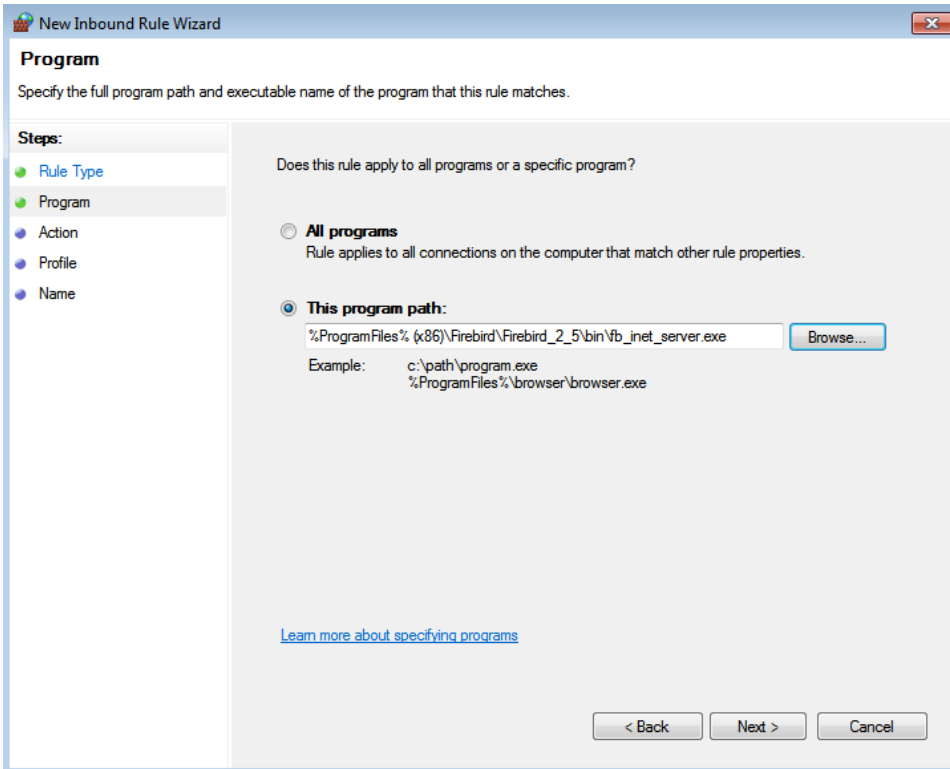 New Inbound Rule Wizard
Program
Specify the full program path and executable name of the program that this rule matches.
Steps:
Rule Type
Program
Action
Profile
Name
Does this rule apply to all programs or a specific program?
All programs
Rule applies to all connections on the computer that match other rule properties.
This program path:
%ProgramFiles% (x86)\Firebird\Firebird_2_5\bin\fb_inet_server.exe
Browse...
Example: c:\path\program.exe
%ProgramFiles%\browser\browser.exe
Learn more about specifying programs
< Back Next > Cancel